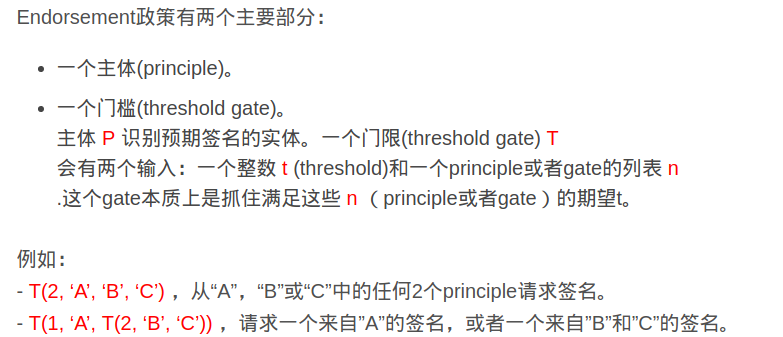 Endorsement政策有两个主要部分：
• 一个主体(principle)。
• 一个门槛(threshold gate)。
主体 P 识别预期签名的实体。一个门限(threshold gate) T
会有两个输入：一个整数 t (threshold)和一个principle或者gate的列表 n
.这个gate本质上是抓住满足这些 n （principle或者gate）的期望t。
例如：
- T(2, ‘A’, ‘B’, ‘C’) ，从“A”，“B”或“C”中的任何2个principle请求签名。
- T(1, ‘A’, T(2, ‘B’, ‘C’)) ，请求一个来自”A”的签名，或者一个来自”B”和”C”的签名。